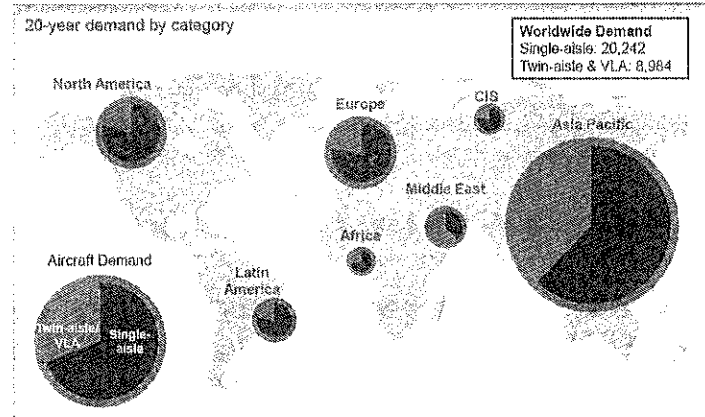 20-year demand by category
Worldwide Demand
Single-aisle: 20,242
Twin-aisle & VLA: 8,984
North America
Europe
CIS
Asia Pacific
Middle East
Africa
Latin
America
Aircraft Demand
Twin-aisle/
VLA
Single-
aisle